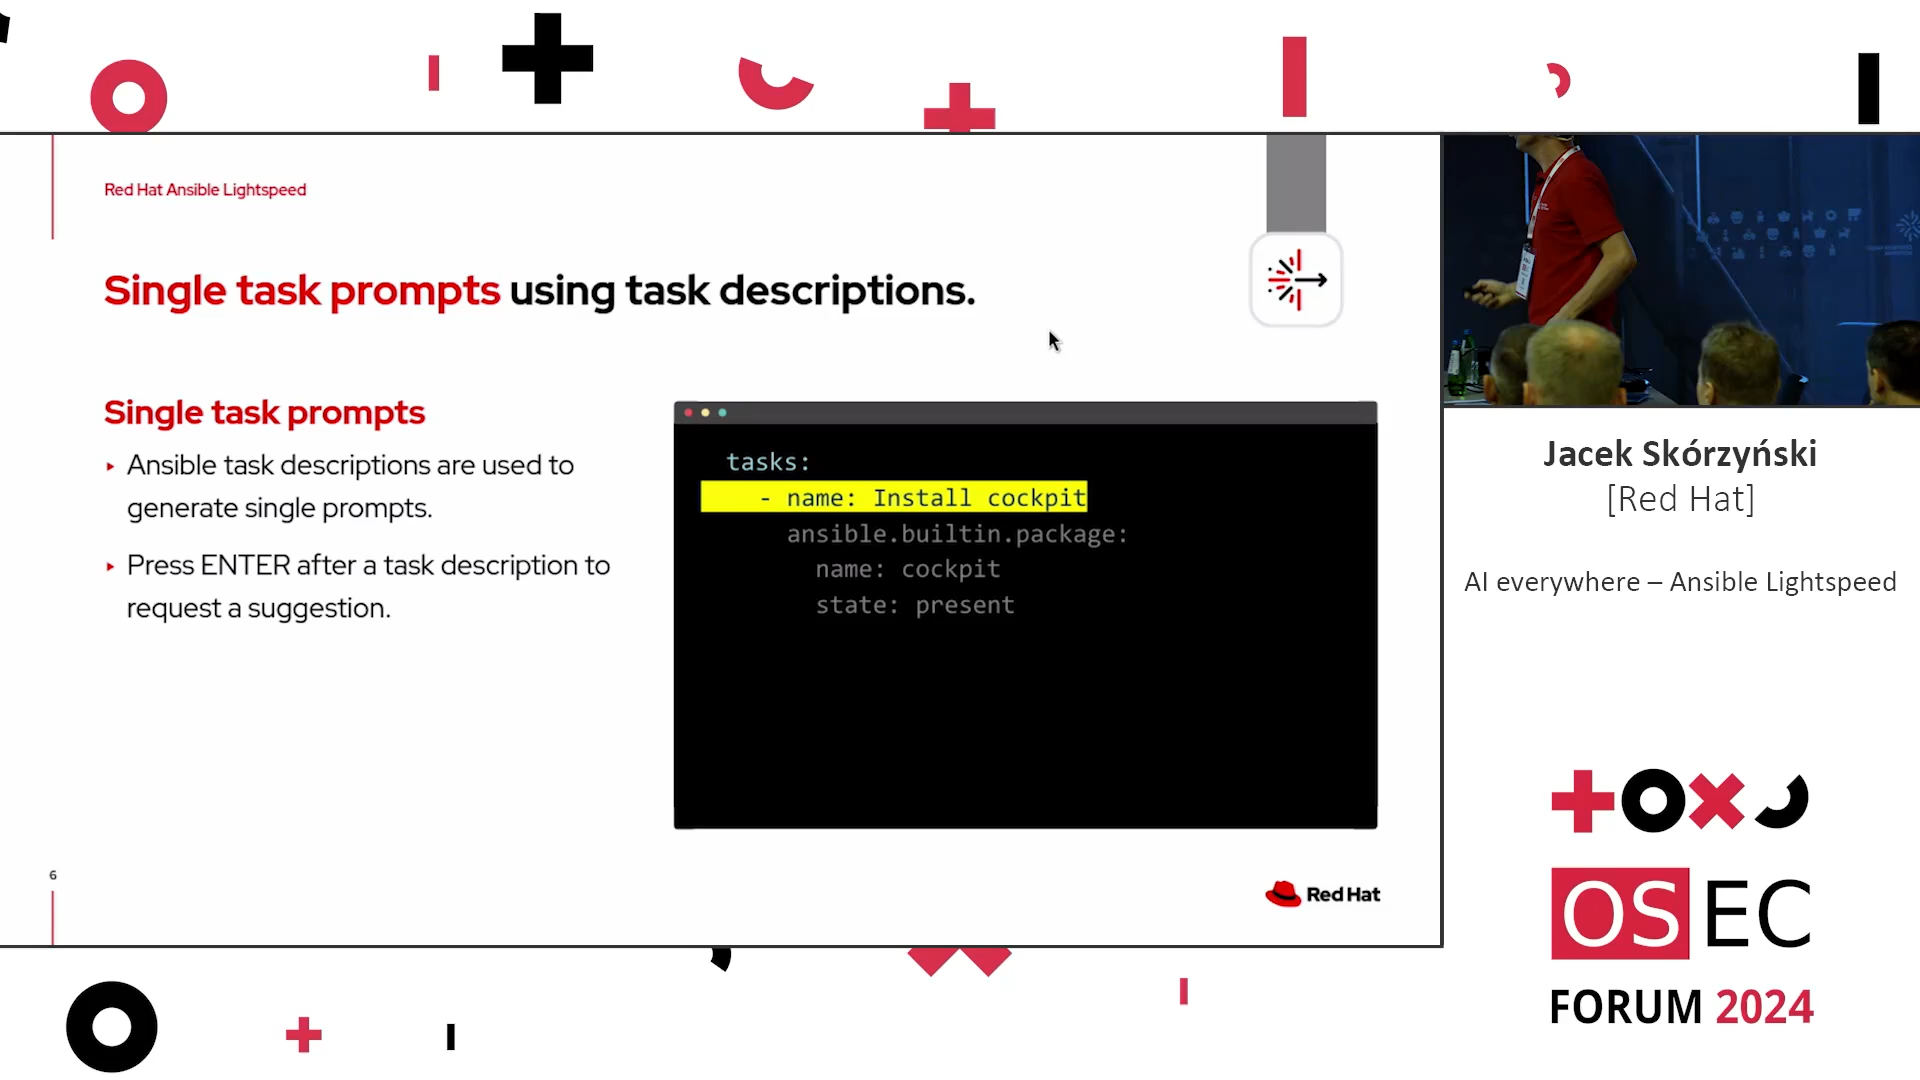 Red Hat Ansible Lightspeed
Single task prompts using task descriptions.
Single task prompts
Ansible task descriptions are used to
generate single prompts.
Press ENTER after a task description to
request a suggestion.
tasks:
- name: Install cockpit
ansible.builtin.package:
name: cockpit
state: present
6
Red Hat
Jacek Skórzyński
[Red Hat]
AI everywhere – Ansible Lightspeed
OSEC
FORUM 2024